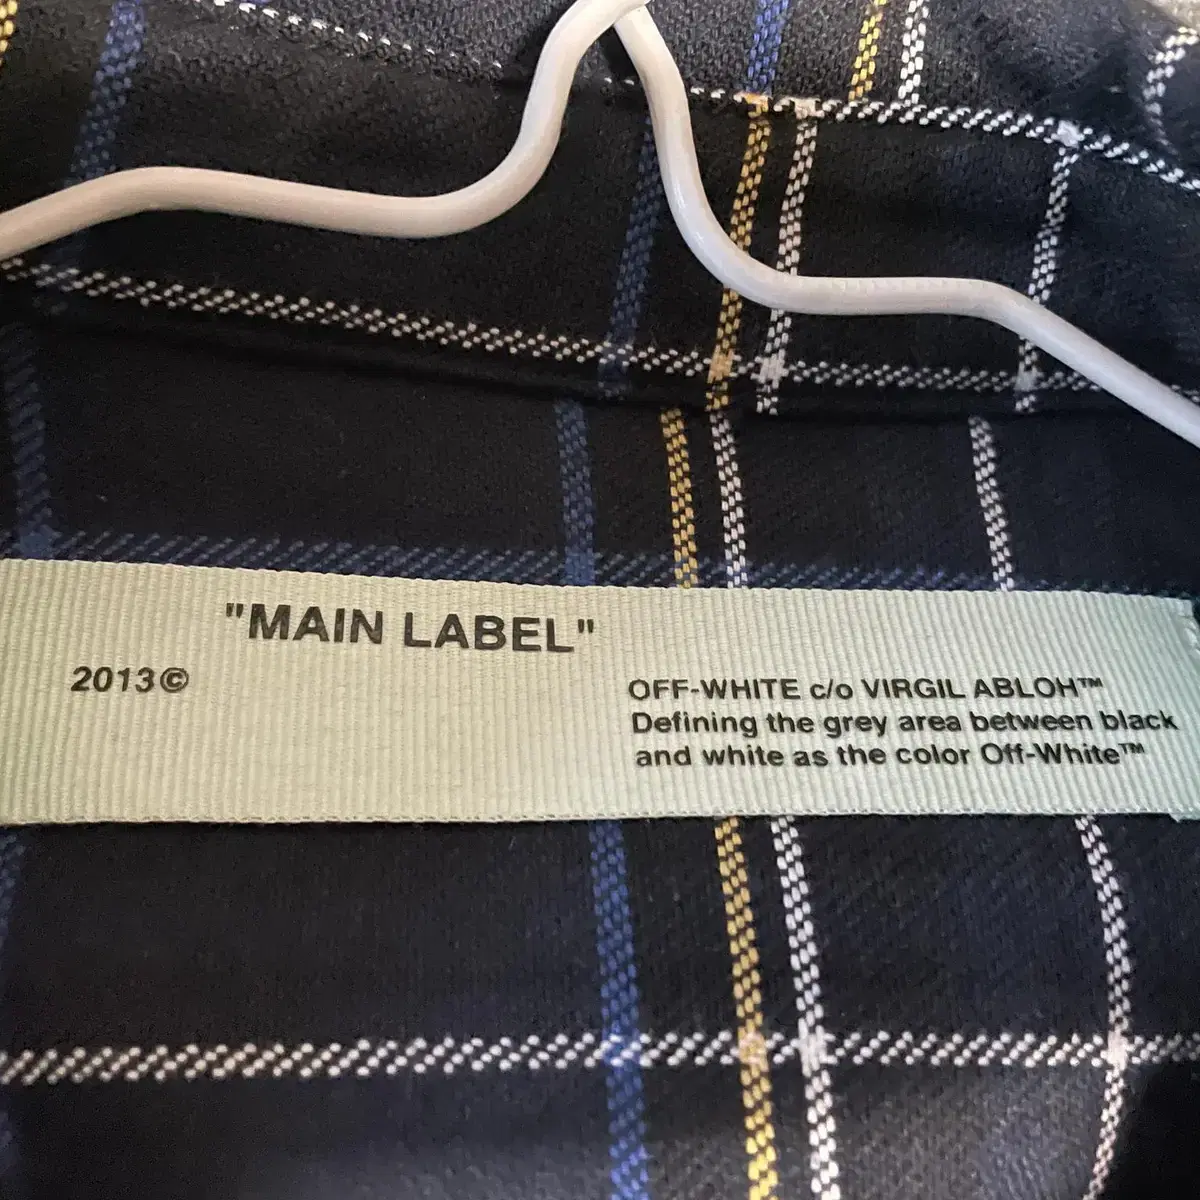 "MAIN LABEL"
2013©
OFF-WHITE c/o VIRGIL ABLOH™
Defining the grey area between black
and white as the color Off-White™